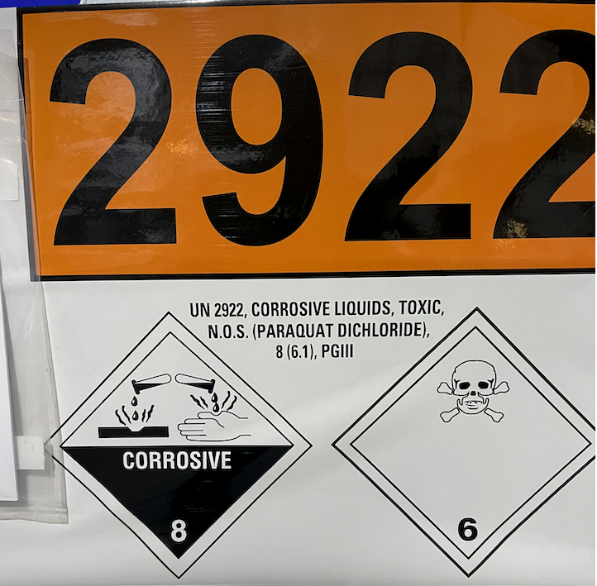 2922
UN 2922, CORROSIVE LIQUIDS, TOXIC,
N.O.S. (PARAQUAT DICHLORIDE),
8 (6.1), PGIII
CORROSIVE
8
6